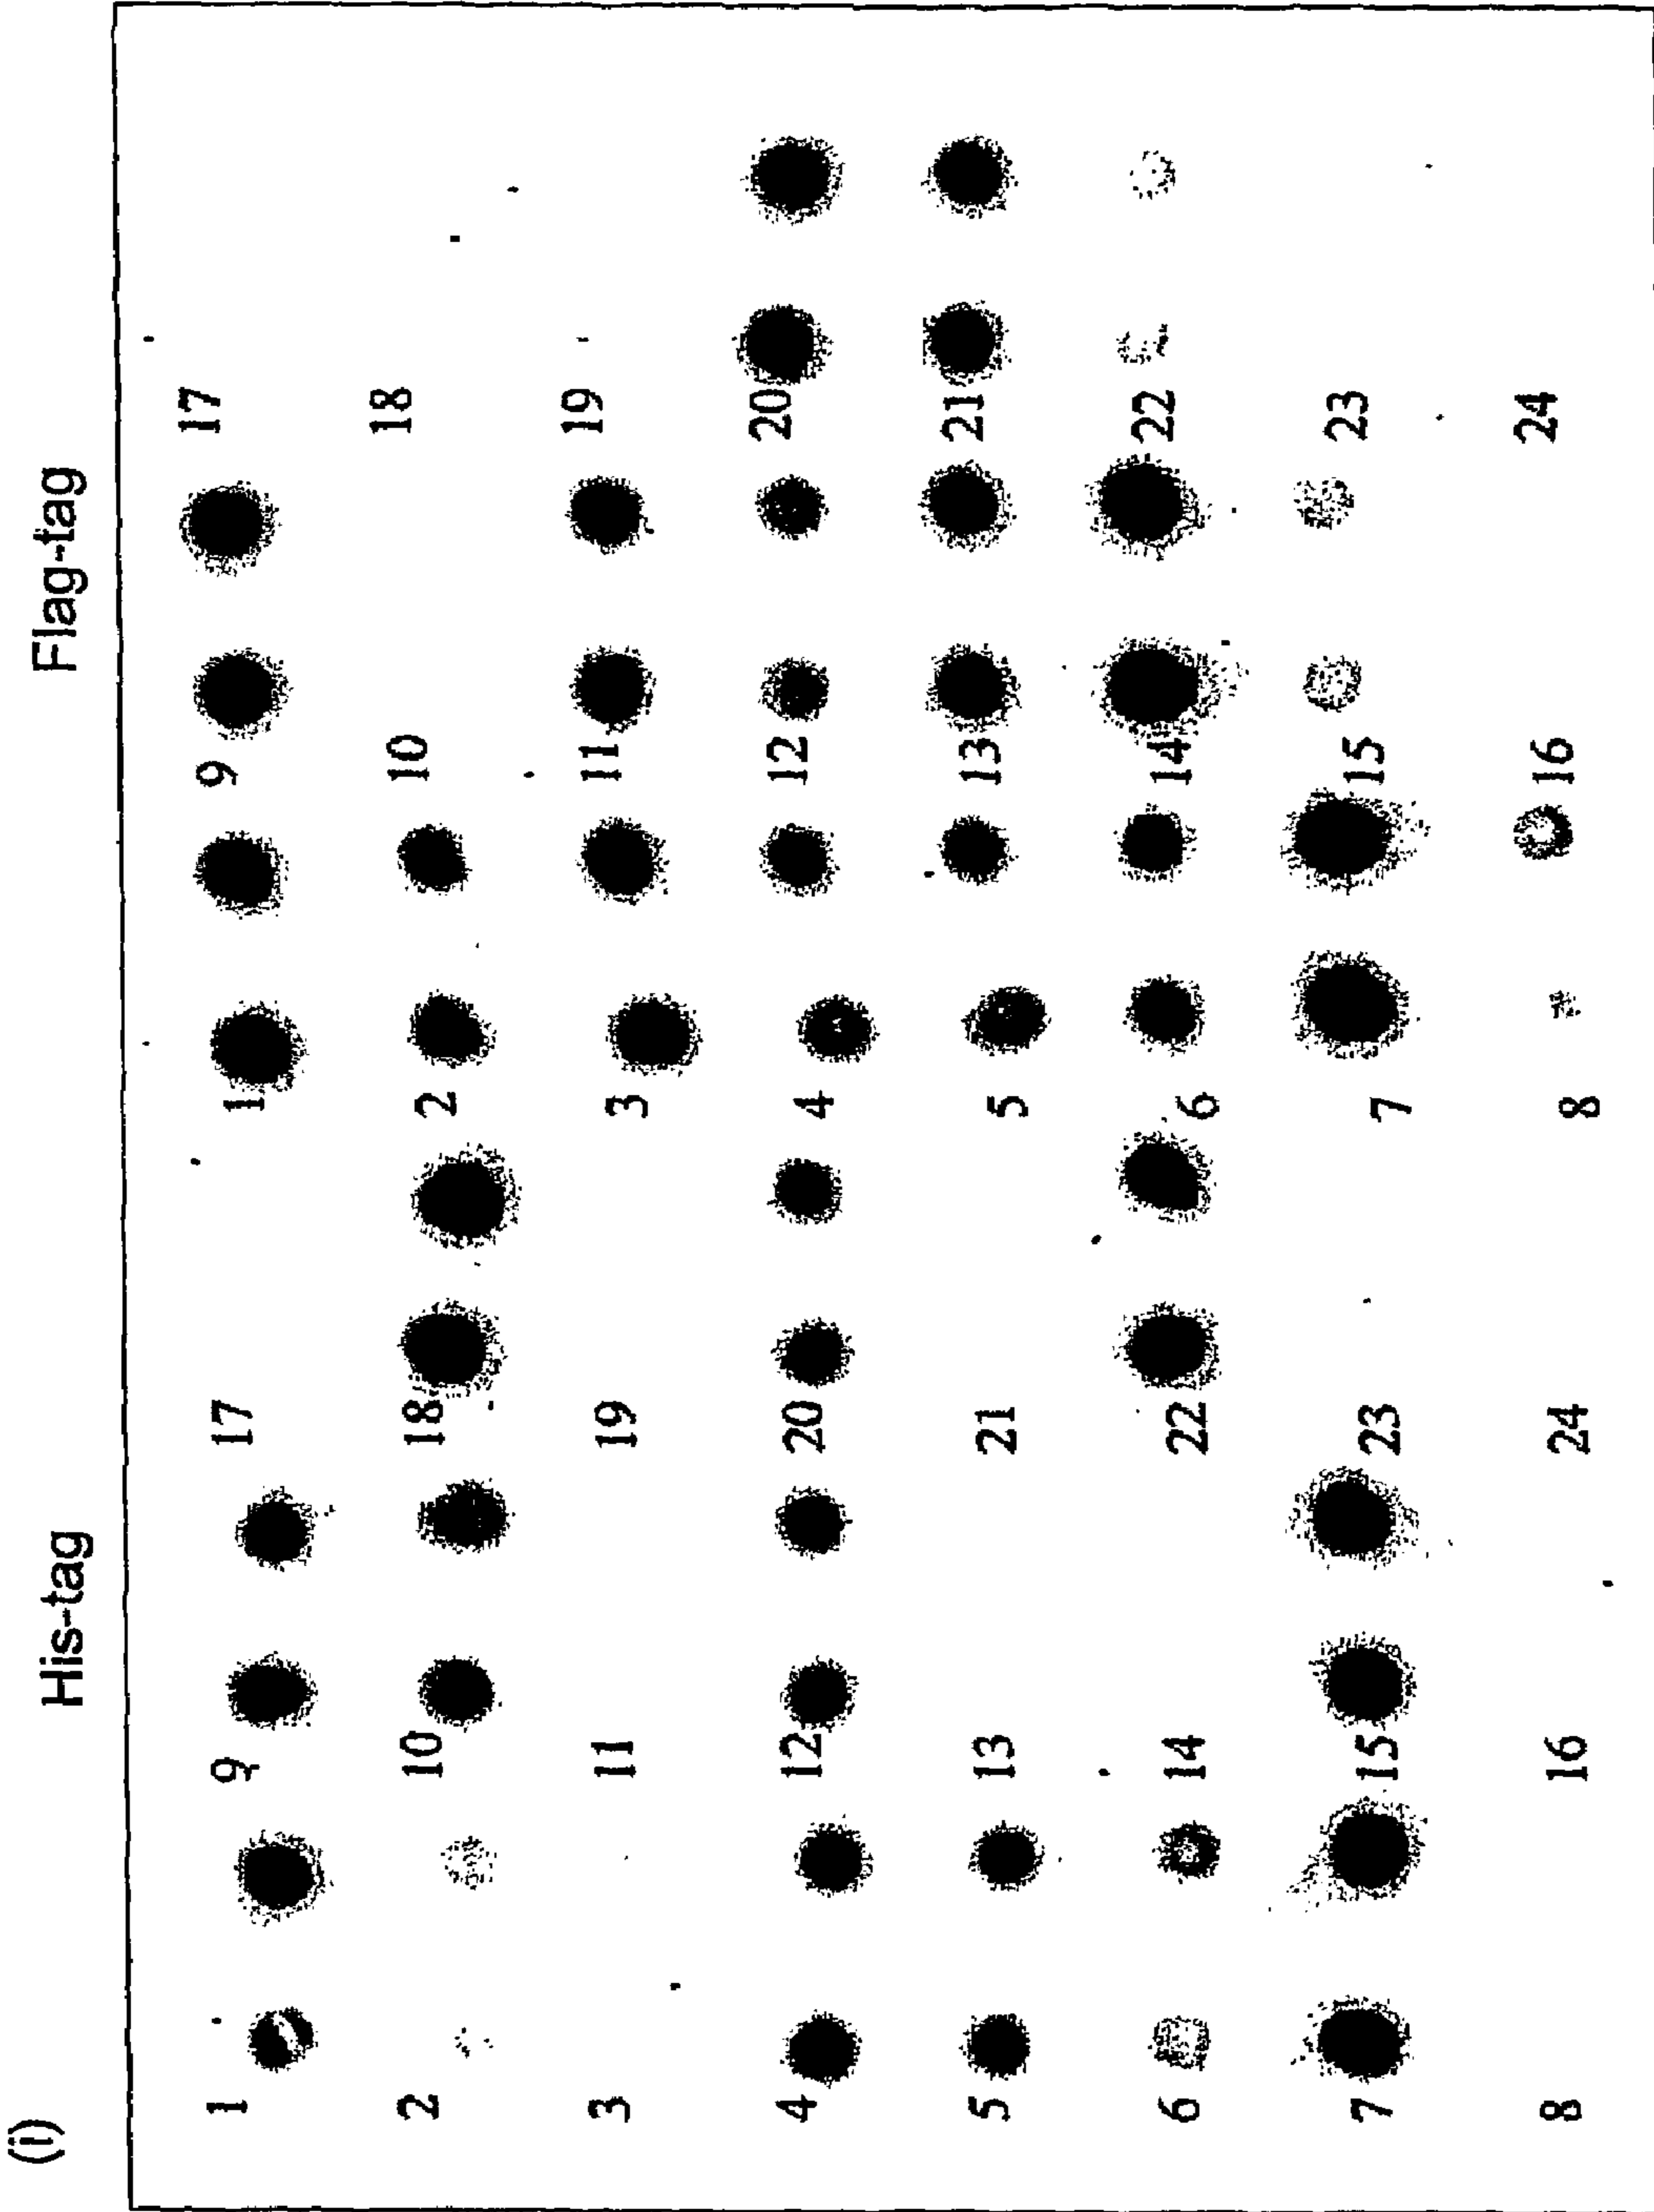 (i)
His-tag Flag-tag
1 9 17 1 9 17
2 10 18 2 10 18
3 11 19 3 11 19
4 12 20 4 12 20
5 13 21 5 13 21
6 14 22 6 14 22
7 15 23 7 15 23
8 16 24 8 16 24